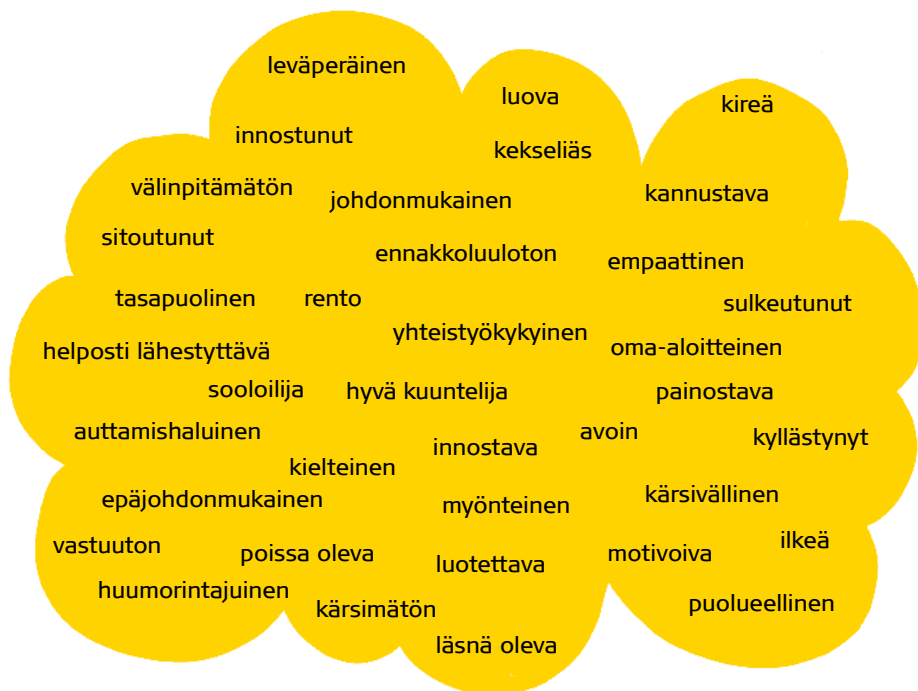 leväperäinen
luova
kireä
innostunut
kekseliäs
välinpitämätön
johdonmukainen
kannustava
sitoutunut
ennakkoluuloton
empaattinen
tasapuolinen
rento
sulkeutunut
yhteistyökykyinen
helposti lähestyttävä
oma-aloitteinen
sooloilija
hyvä kuuntelija
painostava
auttamishaluinen
innostava
avoin
kyllästynyt
kielteinen
epäjohdonmukainen
myönteinen
kärsivällinen
vastuuton
poissa oleva
luotettava
motivoiva
ilkeä
huumorintajuinen
kärsimätön
puolueellinen
läsnä oleva